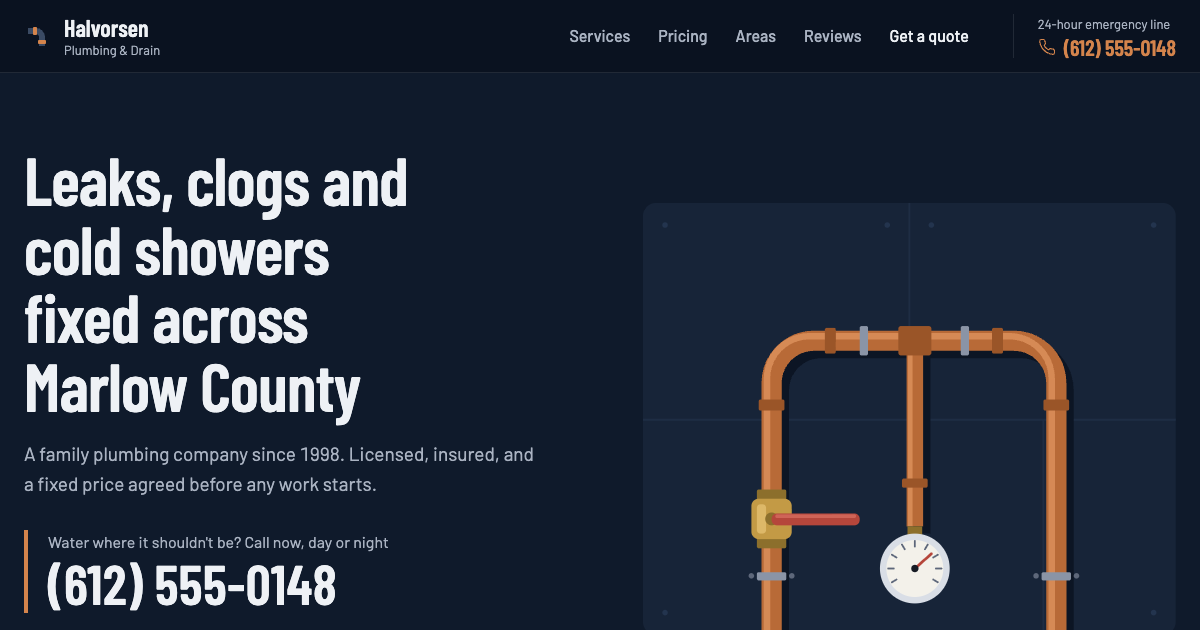 Halvorsen
Plumbing & Drain
Services
Pricing
Areas
Reviews
Get a quote
24-hour emergency line
(612) 555-0148
Leaks, clogs and
cold showers
fixed across
Marlow County
A family plumbing company since 1998. Licensed, insured, and
a fixed price agreed before any work starts.
Water where it shouldn't be? Call now, day or night
(612) 555-0148